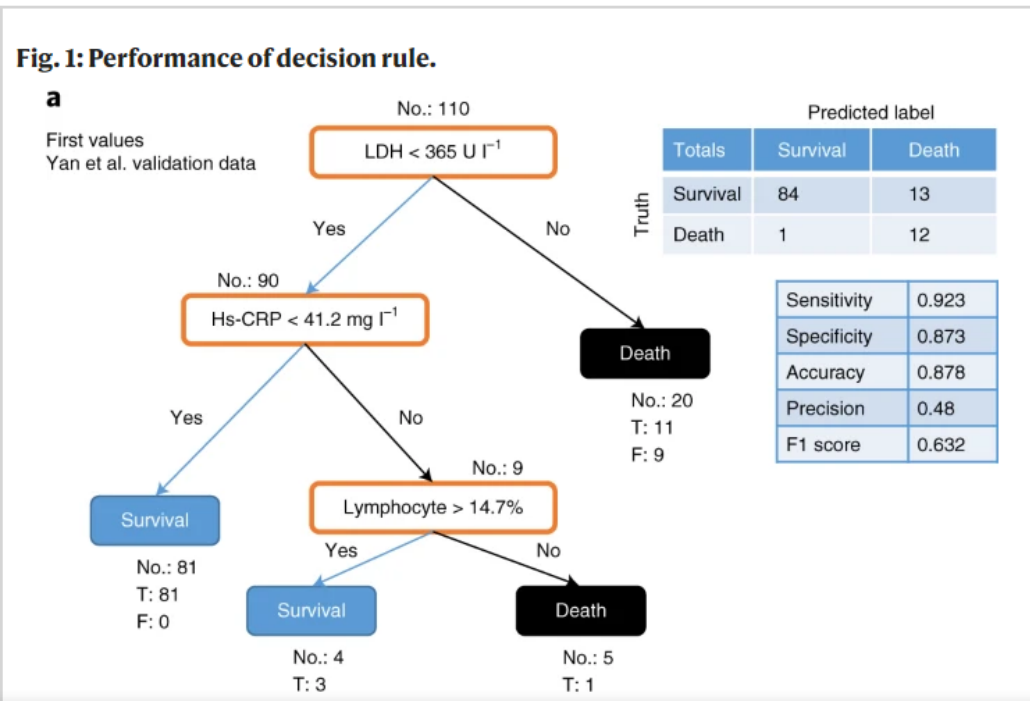 Fig. 1: Performance of decision rule.
a
First values
Yan et al. validation data
No.: 110
LDH < 365 U l⁻¹
Yes
No
No.: 90
Hs-CRP < 41.2 mg l⁻¹
Death
No.: 20
T: 11
F: 9
Yes
No
No.: 9
Lymphocyte > 14.7%
Survival
No.: 81
T: 81
F: 0
Yes
No
Survival
No.: 4
T: 3
Death
No.: 5
T: 1
Predicted label
Truth
Totals Survival Death
Survival 84 13
Death 1 12
Sensitivity 0.923
Specificity 0.873
Accuracy 0.878
Precision 0.48
F1 score 0.632